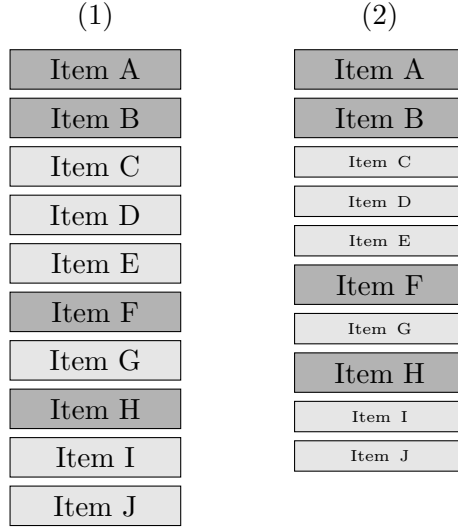 (1)
Item A
Item B
Item C
Item D
Item E
Item F
Item G
Item H
Item I
Item J
(2)
Item A
Item B
Item C
Item D
Item E
Item F
Item G
Item H
Item I
Item J